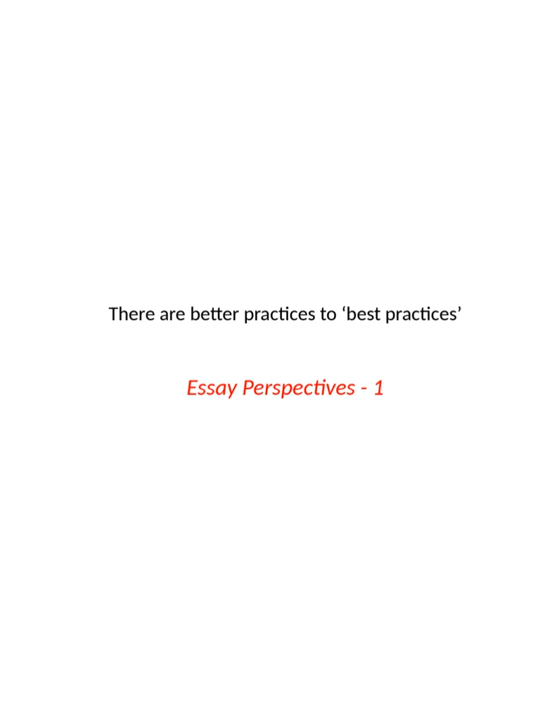 There are better practices to ‘best practices’
Essay Perspectives - 1